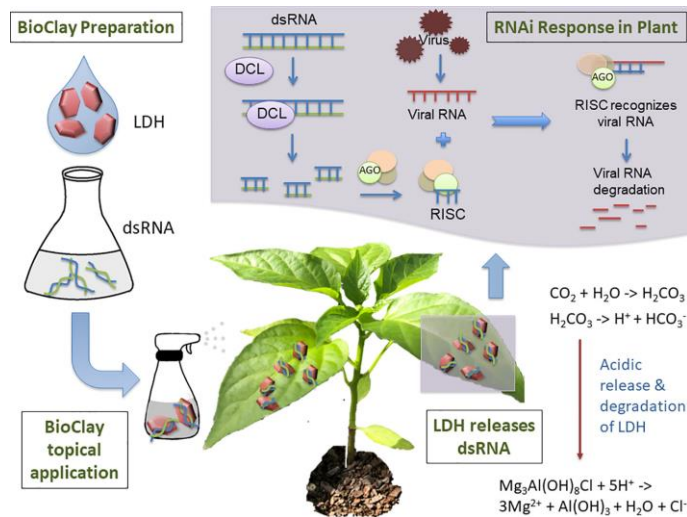 BioClay Preparation
LDH
dsRNA
BioClay
topical
application
dsRNA
DCL
DCL
Virus
Viral RNA
AGO
RISC
RNAi Response in Plant
AGO
RISC recognizes
viral RNA
Viral RNA
degradation
LDH releases
dsRNA
CO₂ + H₂O -> H₂CO₃
H₂CO₃ -> H⁺ + HCO₃⁻
Acidic
release &
degradation
of LDH
Mg₃Al(OH)₈Cl + 5H⁺ ->
3Mg²⁺ + Al(OH)₃ + H₂O + Cl⁻